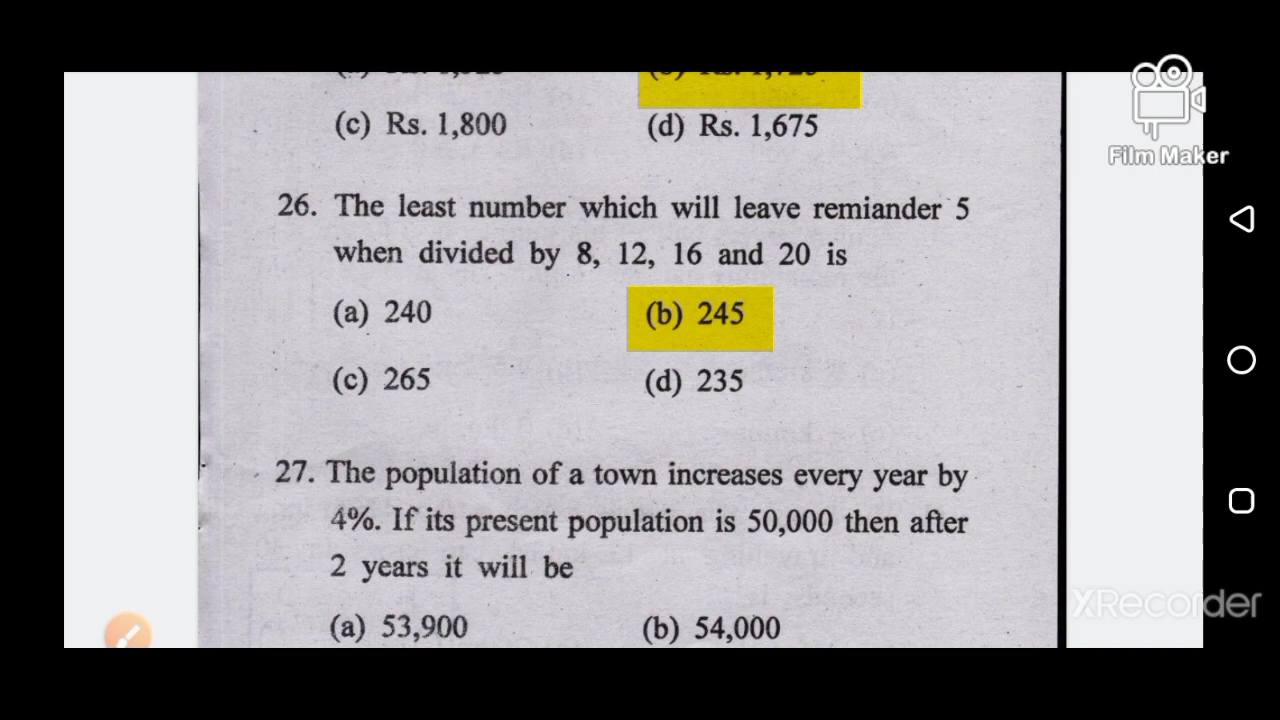 (c) Rs. 1,800 (d) Rs. 1,675
Film Maker
26. The least number which will leave remiander 5
when divided by 8, 12, 16 and 20 is
(a) 240 (b) 245
(c) 265 (d) 235
27. The population of a town increases every year by
4%. If its present population is 50,000 then after
2 years it will be
XRecorder
(a) 53,900 (b) 54,000